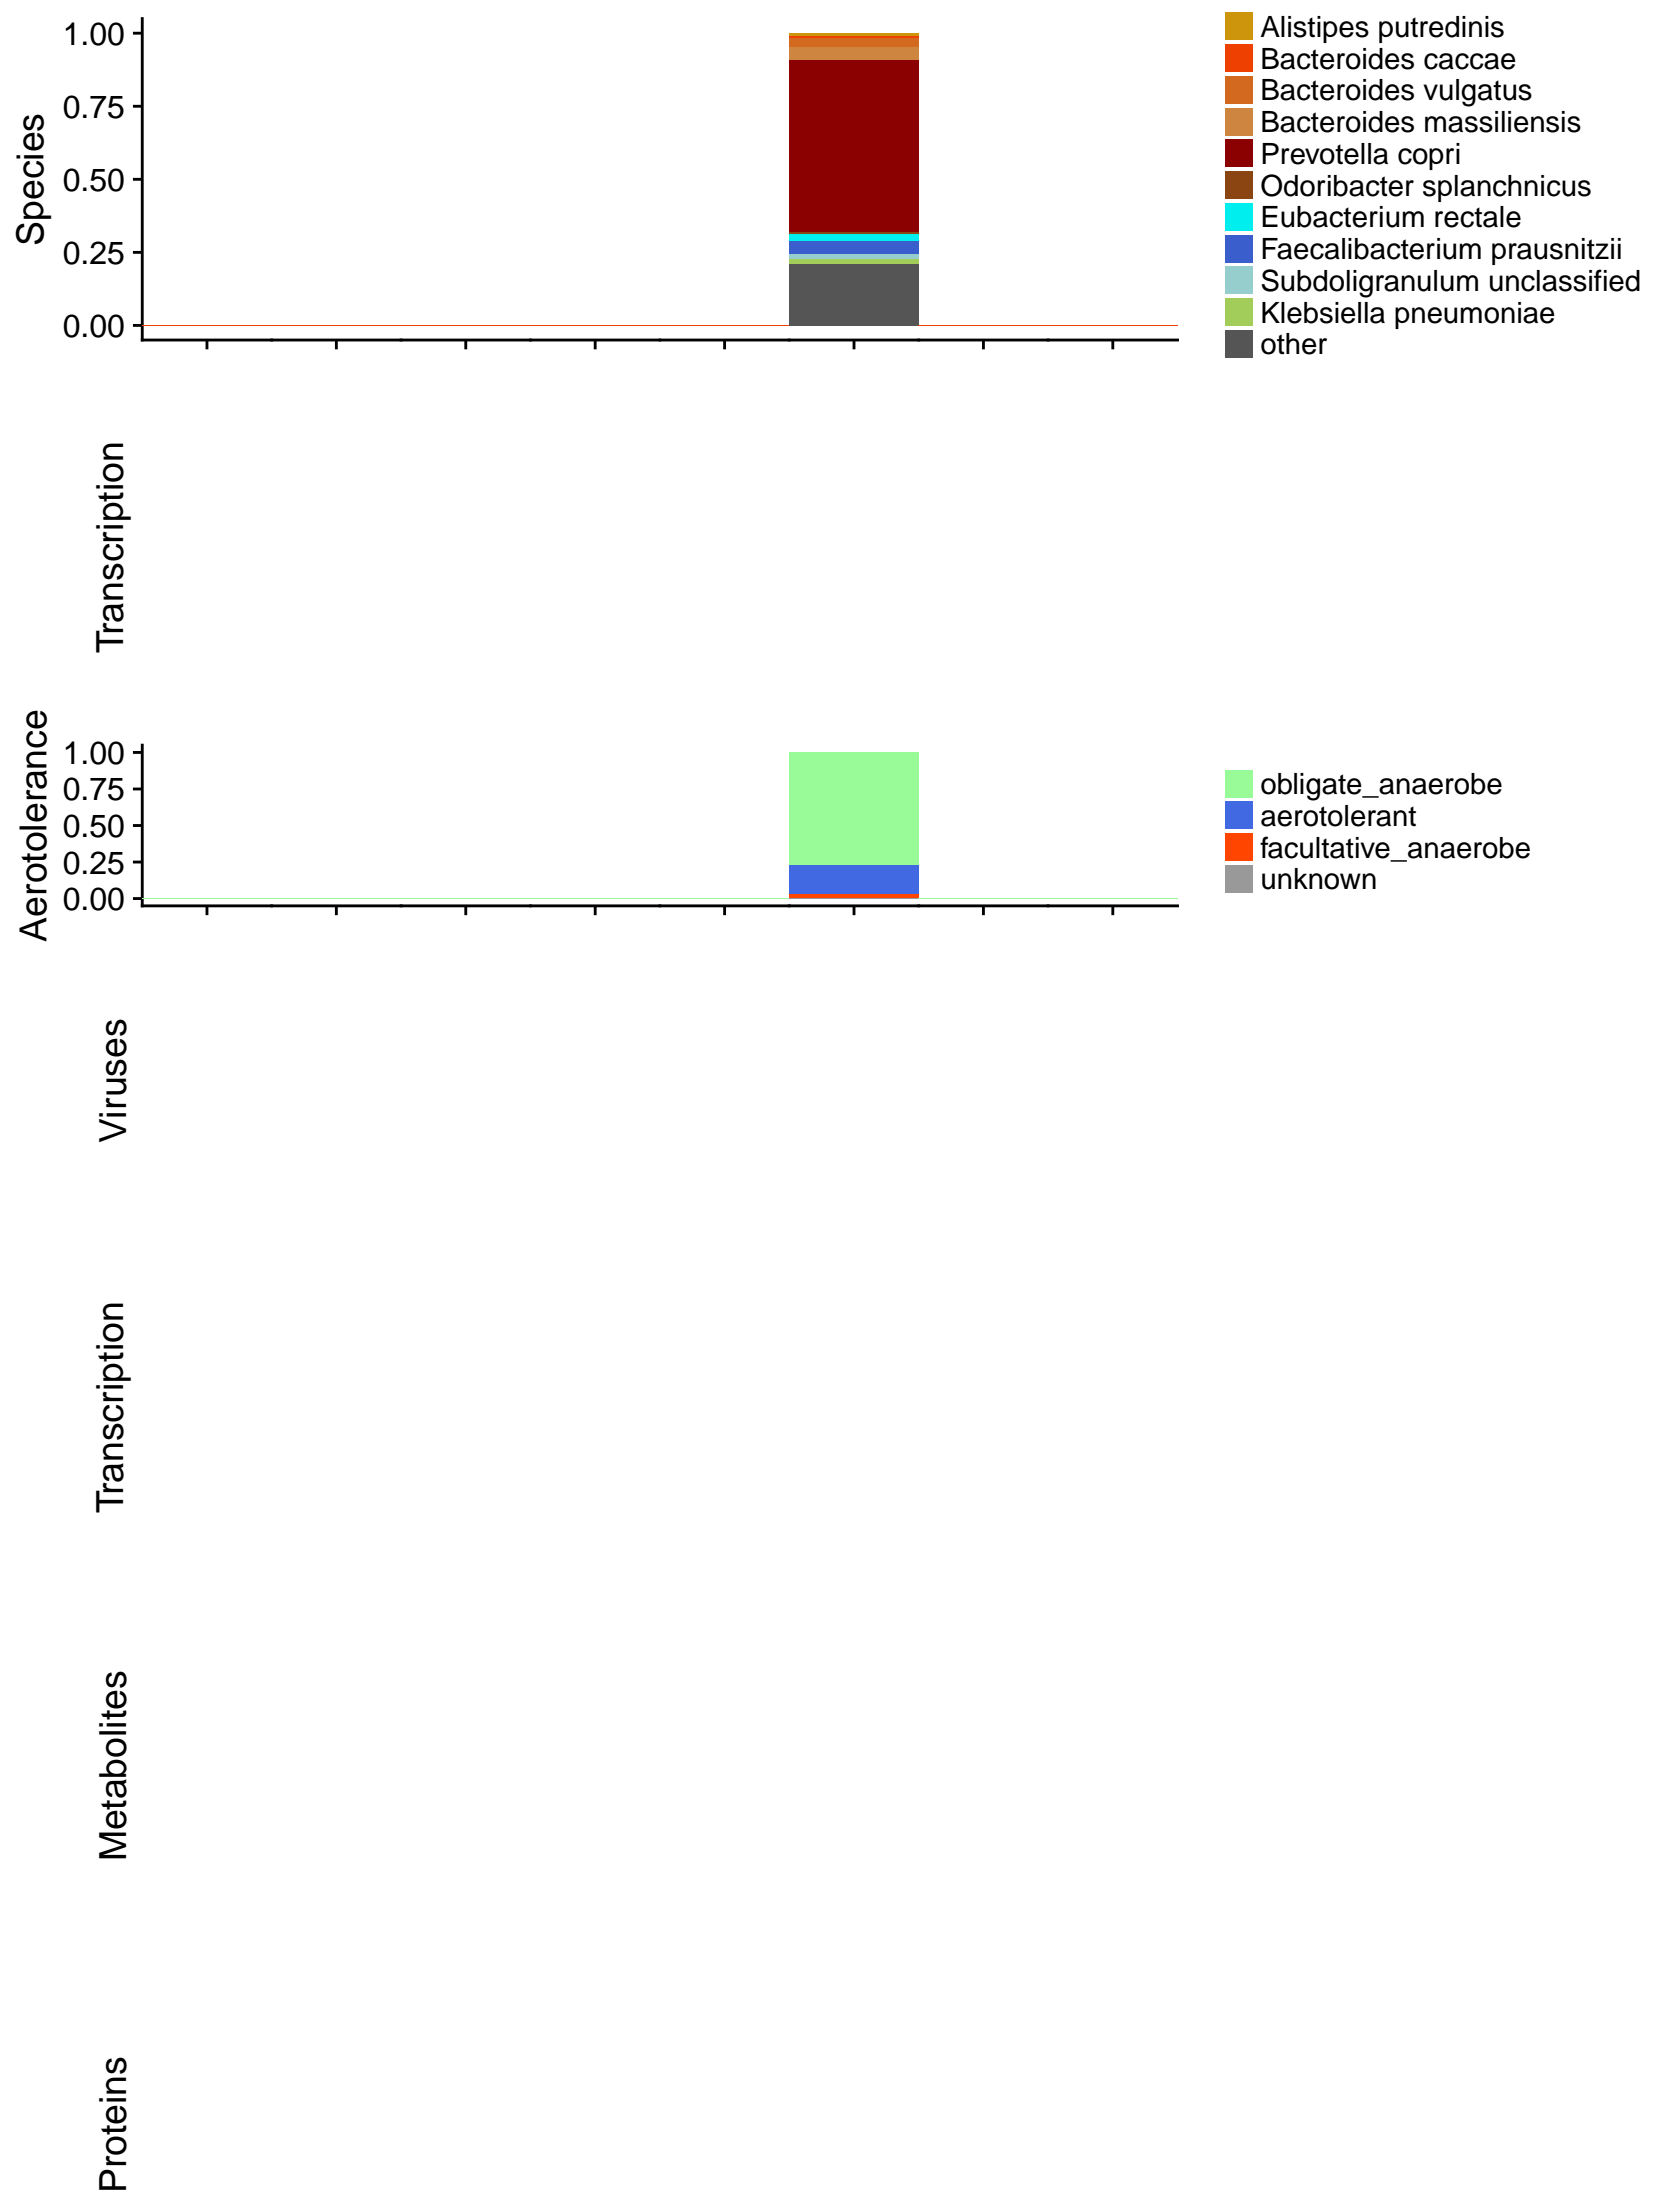 Species
1.00
0.75
0.50
0.25
0.00
Alistipes putredinis
Bacteroides caccae
Bacteroides vulgatus
Bacteroides massiliensis
Prevotella copri
Odoribacter splanchnicus
Eubacterium rectale
Faecalibacterium prausnitzii
Subdoligranulum unclassified
Klebsiella pneumoniae
other
Transcription
Aerotolerance
1.00
0.75
0.50
0.25
0.00
obligate_anaerobe
aerotolerant
facultative_anaerobe
unknown
Viruses
Transcription
Metabolites
Proteins